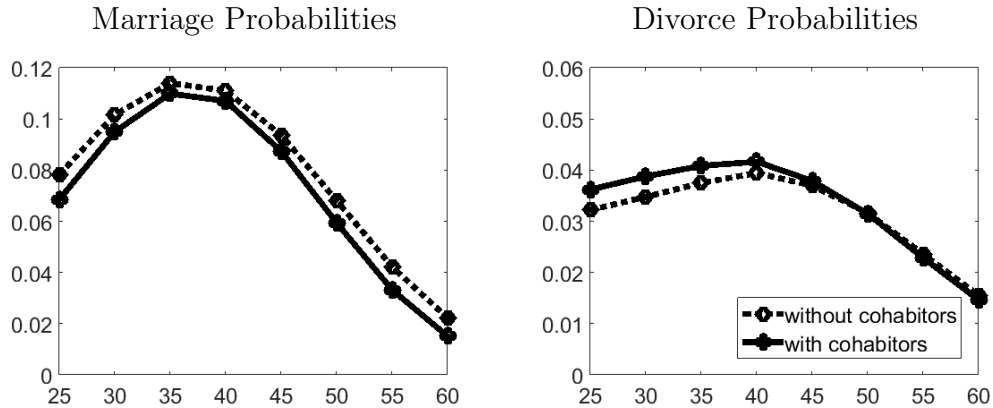 Marriage Probabilities
Divorce Probabilities
0.12
0.1
0.08
0.06
0.04
0.02
0
25 30 35 40 45 50 55 60
0.06
0.05
0.04
0.03
0.02
0.01
0
25 30 35 40 45 50 55 60
without cohabitors
with cohabitors